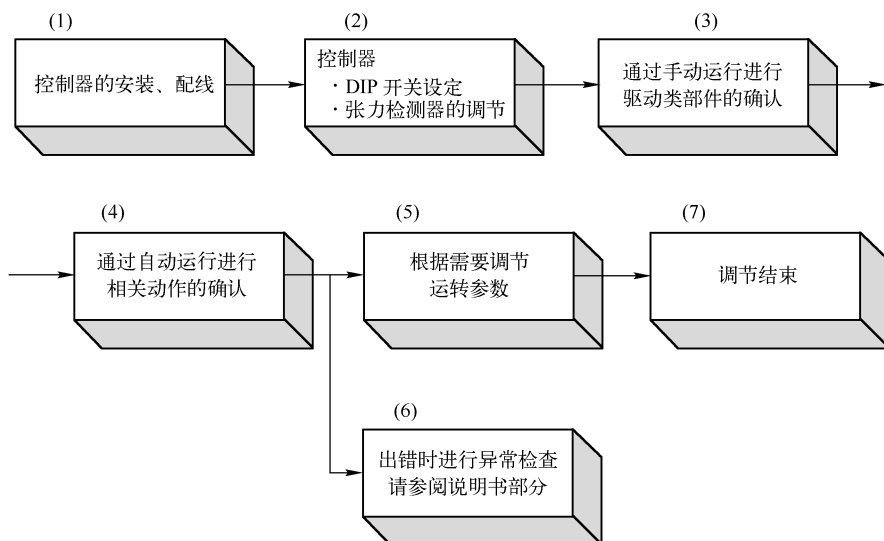 (1)
控制器的安装、配线
(2)
控制器
· DIP 开关设定
· 张力检测器的调节
(3)
通过手动运行进行
驱动类部件的确认
(4)
通过自动运行进行
相关动作的确认
(5)
根据需要调节
运转参数
(7)
调节结束
(6)
出错时进行异常检查
请参阅说明书部分